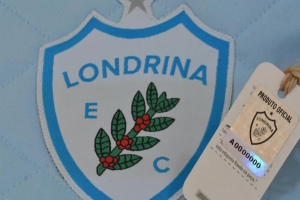 LONDRINA
E
C
PRODUTO OFICIAL
A0000000